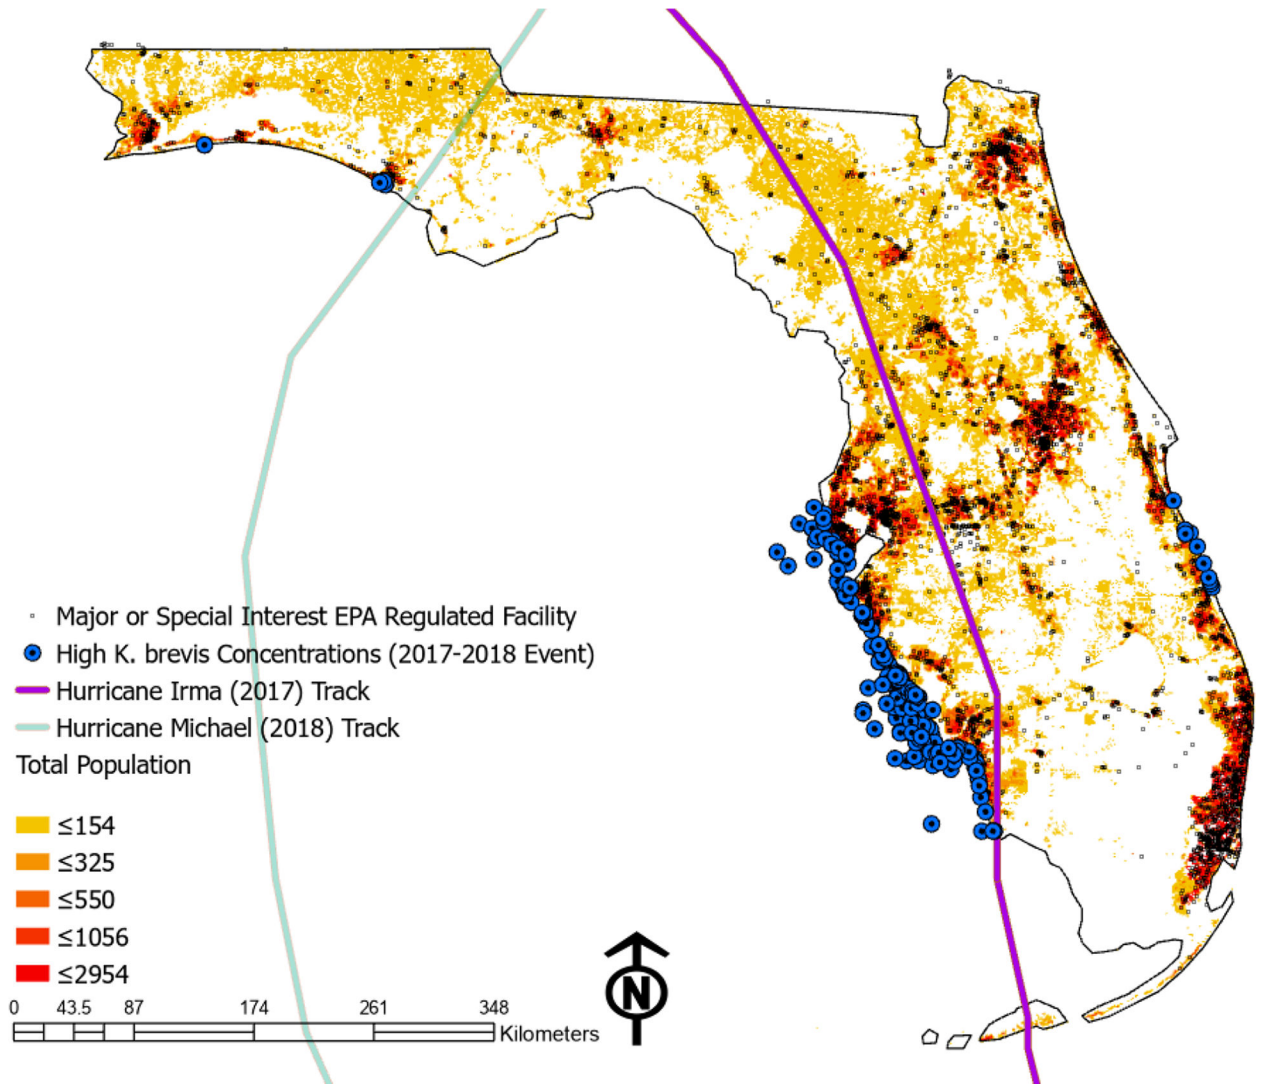 Major or Special Interest EPA Regulated Facility
High K. brevis Concentrations (2017-2018 Event)
Hurricane Irma (2017) Track
Hurricane Michael (2018) Track
Total Population
≤154
≤325
≤550
≤1056
≤2954
0 43.5 87 174 261 348
Kilometers
N